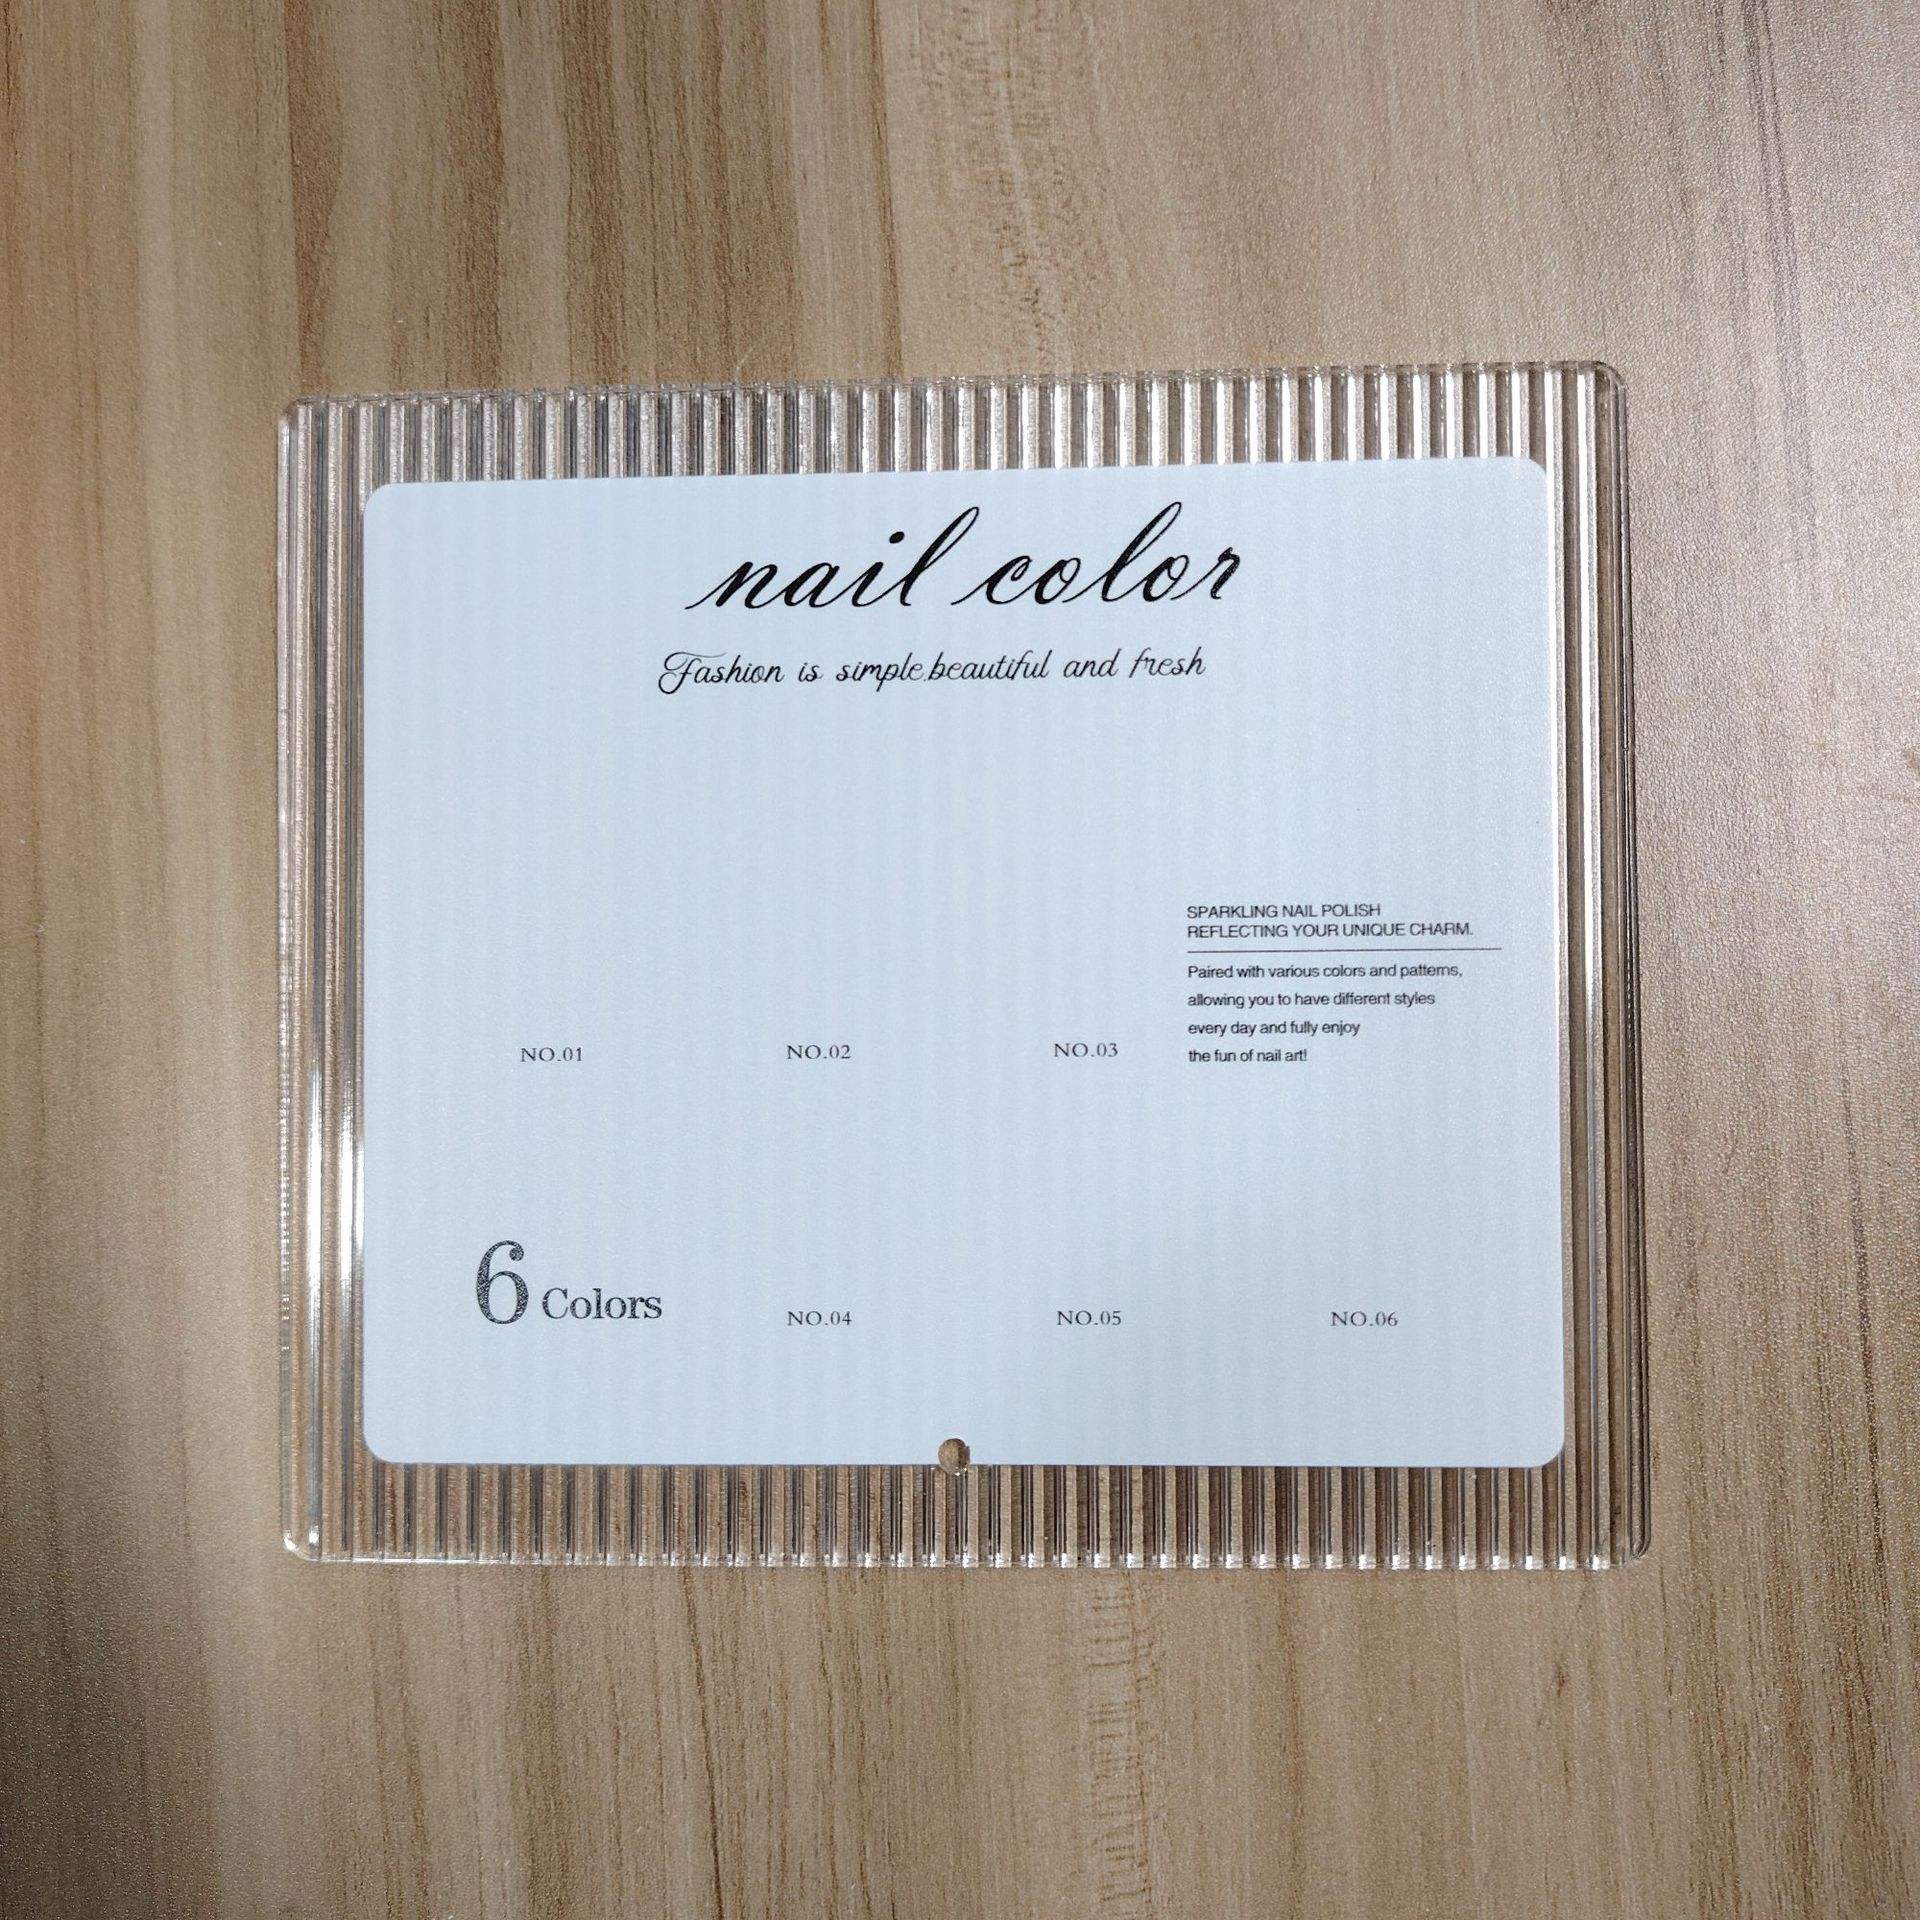 nail color
Fashion is simple,beautiful and fresh
SPARKLING NAIL POLISH
REFLECTING YOUR UNIQUE CHARM.
Paired with various colors and patterns,
allowing you to have different styles
every day and fully enjoy
the fun of nail art!
NO.01 NO.02 NO.03
6 Colors NO.04 NO.05 NO.06